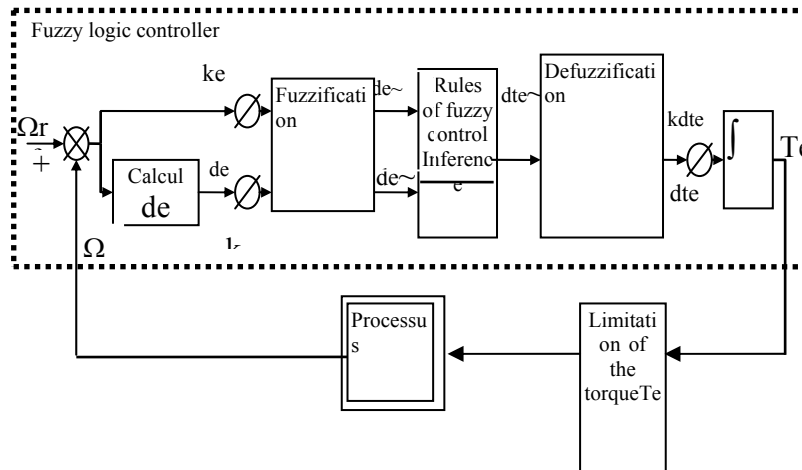 Fuzzy logic controller
ke
Fuzzificati
on
de~
Rules
of fuzzy
control
Inferenc
e
dte~
Defuzzificati
on
kdte
dte
∫
Ωr
+
Calcul
de
de
de~
Ω
Processu
s
Limitati
on of
the
torqueTe